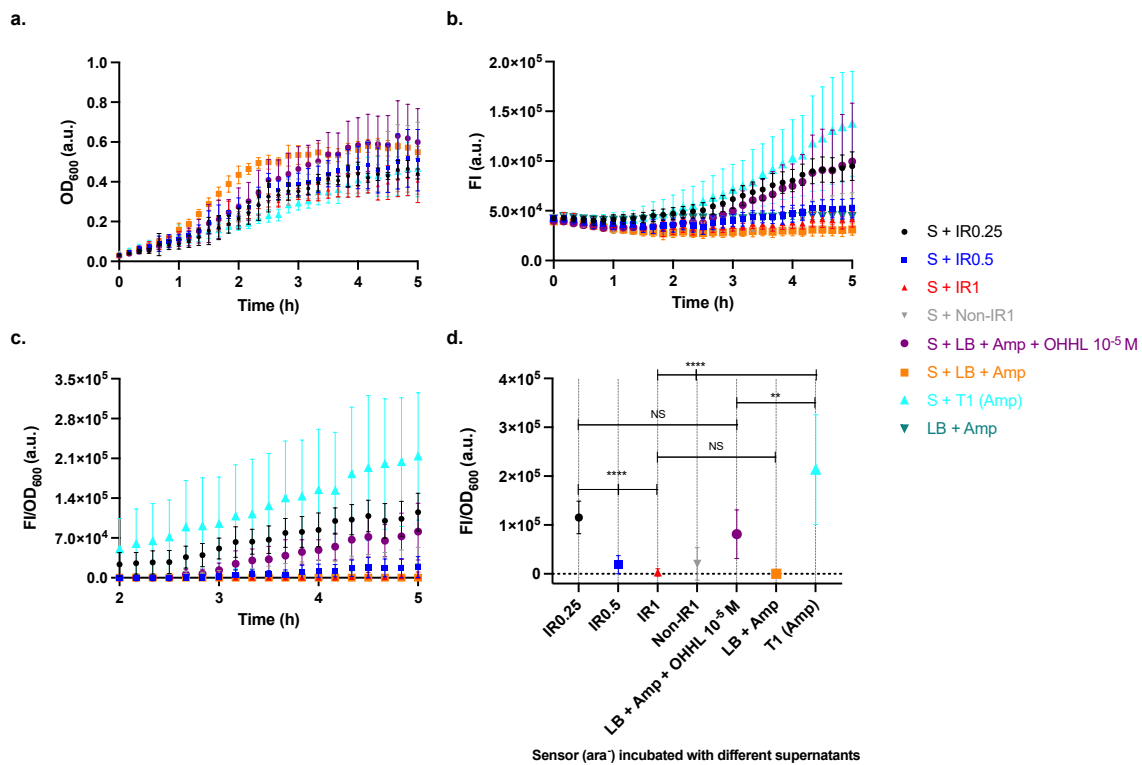 a.
OD600 (a.u.)
1.0
0.8
0.6
0.4
0.2
0.0
0 1 2 3 4 5
Time (h)
b.
FI (a.u.)
2.0×10^5
1.5×10^5
1.0×10^5
5.0×10^4
0.0
0 1 2 3 4 5
Time (h)
S + IR0.25
S + IR0.5
S + IR1
S + Non-IR1
S + LB + Amp + OHHL 10^-5 M
S + LB + Amp
S + T1 (Amp)
LB + Amp
c.
FI/OD600 (a.u.)
3.5×10^5
2.1×10^5
1.4×10^5
7.0×10^4
0.0
2 3 4 5
Time (h)
d.
FI/OD600 (a.u.)
4×10^5
3×10^5
2×10^5
1×10^5
0
****
**
NS
NS
****
IR0.25
IR0.5
IR1
Non-IR1
LB + Amp + OHHL 10^-5 M
LB + Amp
T1 (Amp)
Sensor (ara-) incubated with different supernatants